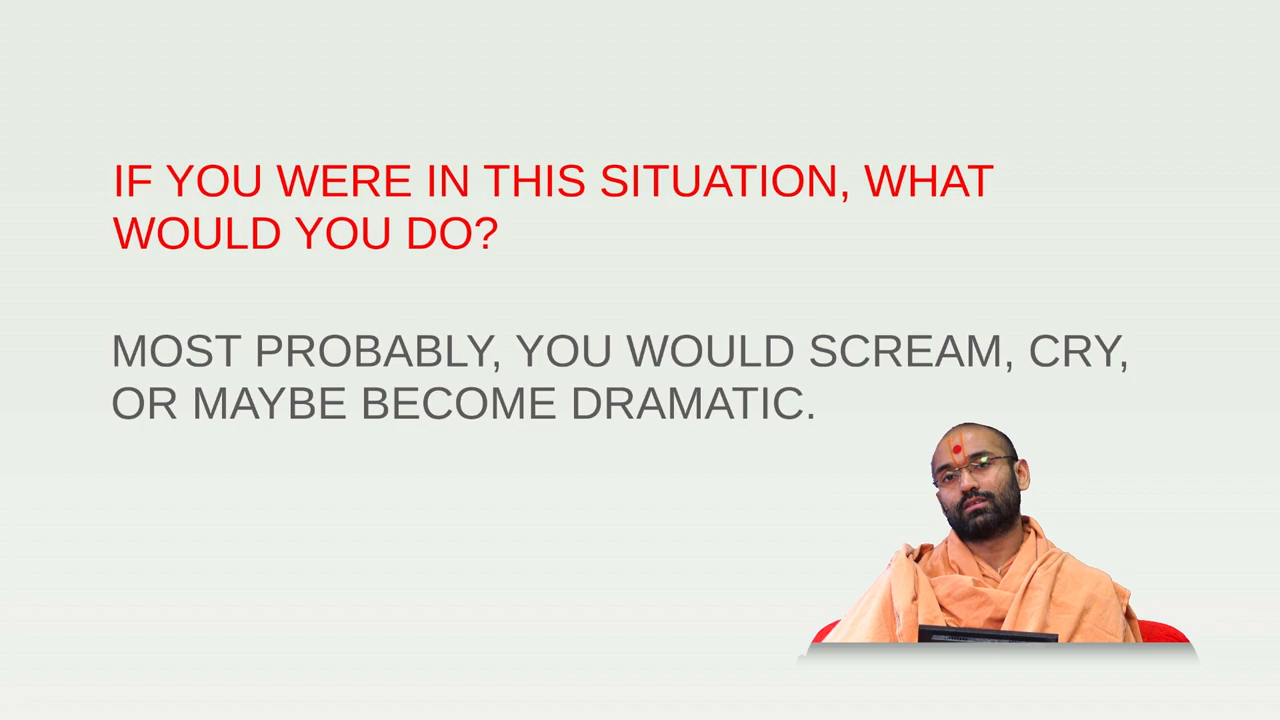 IF YOU WERE IN THIS SITUATION, WHAT
WOULD YOU DO?
MOST PROBABLY, YOU WOULD SCREAM, CRY,
OR MAYBE BECOME DRAMATIC.